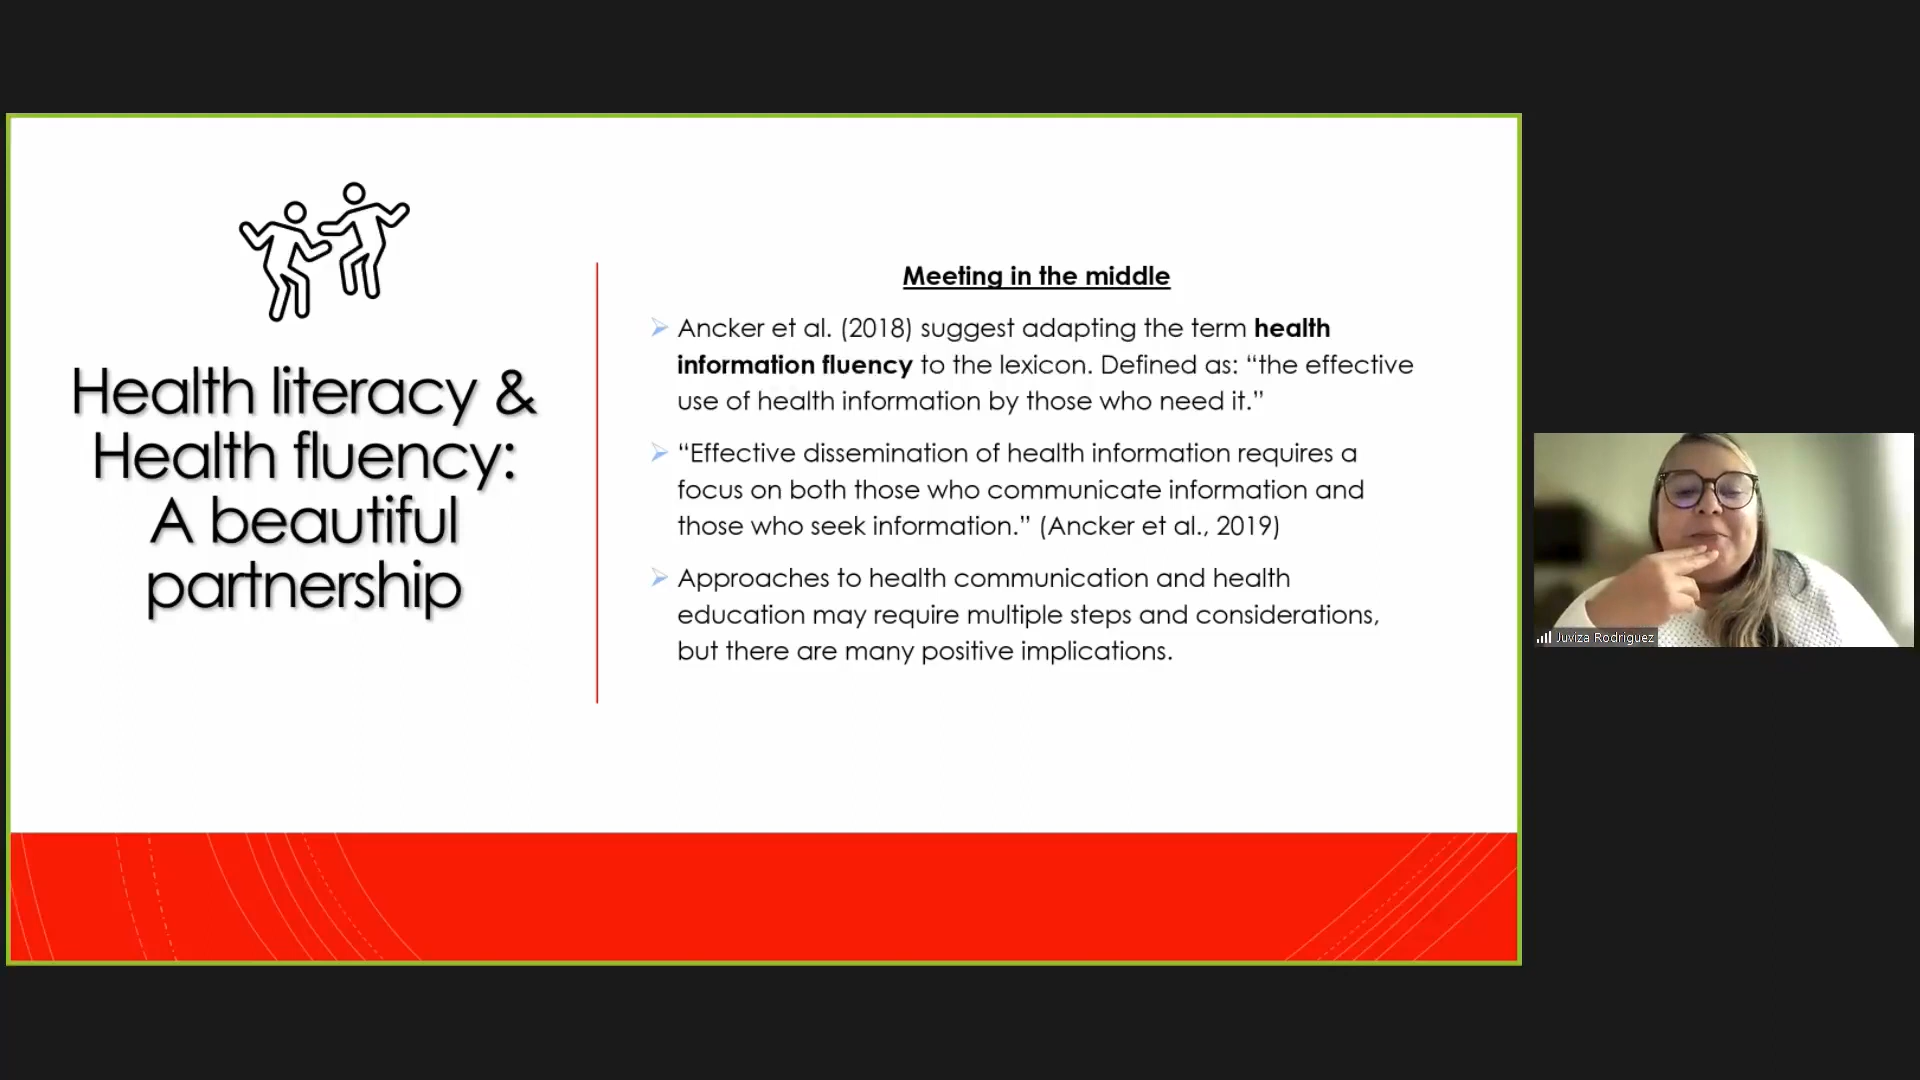 Health literacy &
Health fluency:
A beautiful
partnership
Meeting in the middle
Ancker et al. (2018) suggest adapting the term health
information fluency to the lexicon. Defined as: “the effective
use of health information by those who need it.”
“Effective dissemination of health information requires a
focus on both those who communicate information and
those who seek information.” (Ancker et al., 2019)
Approaches to health communication and health
education may require multiple steps and considerations,
but there are many positive implications.
Juviza Rodriguez